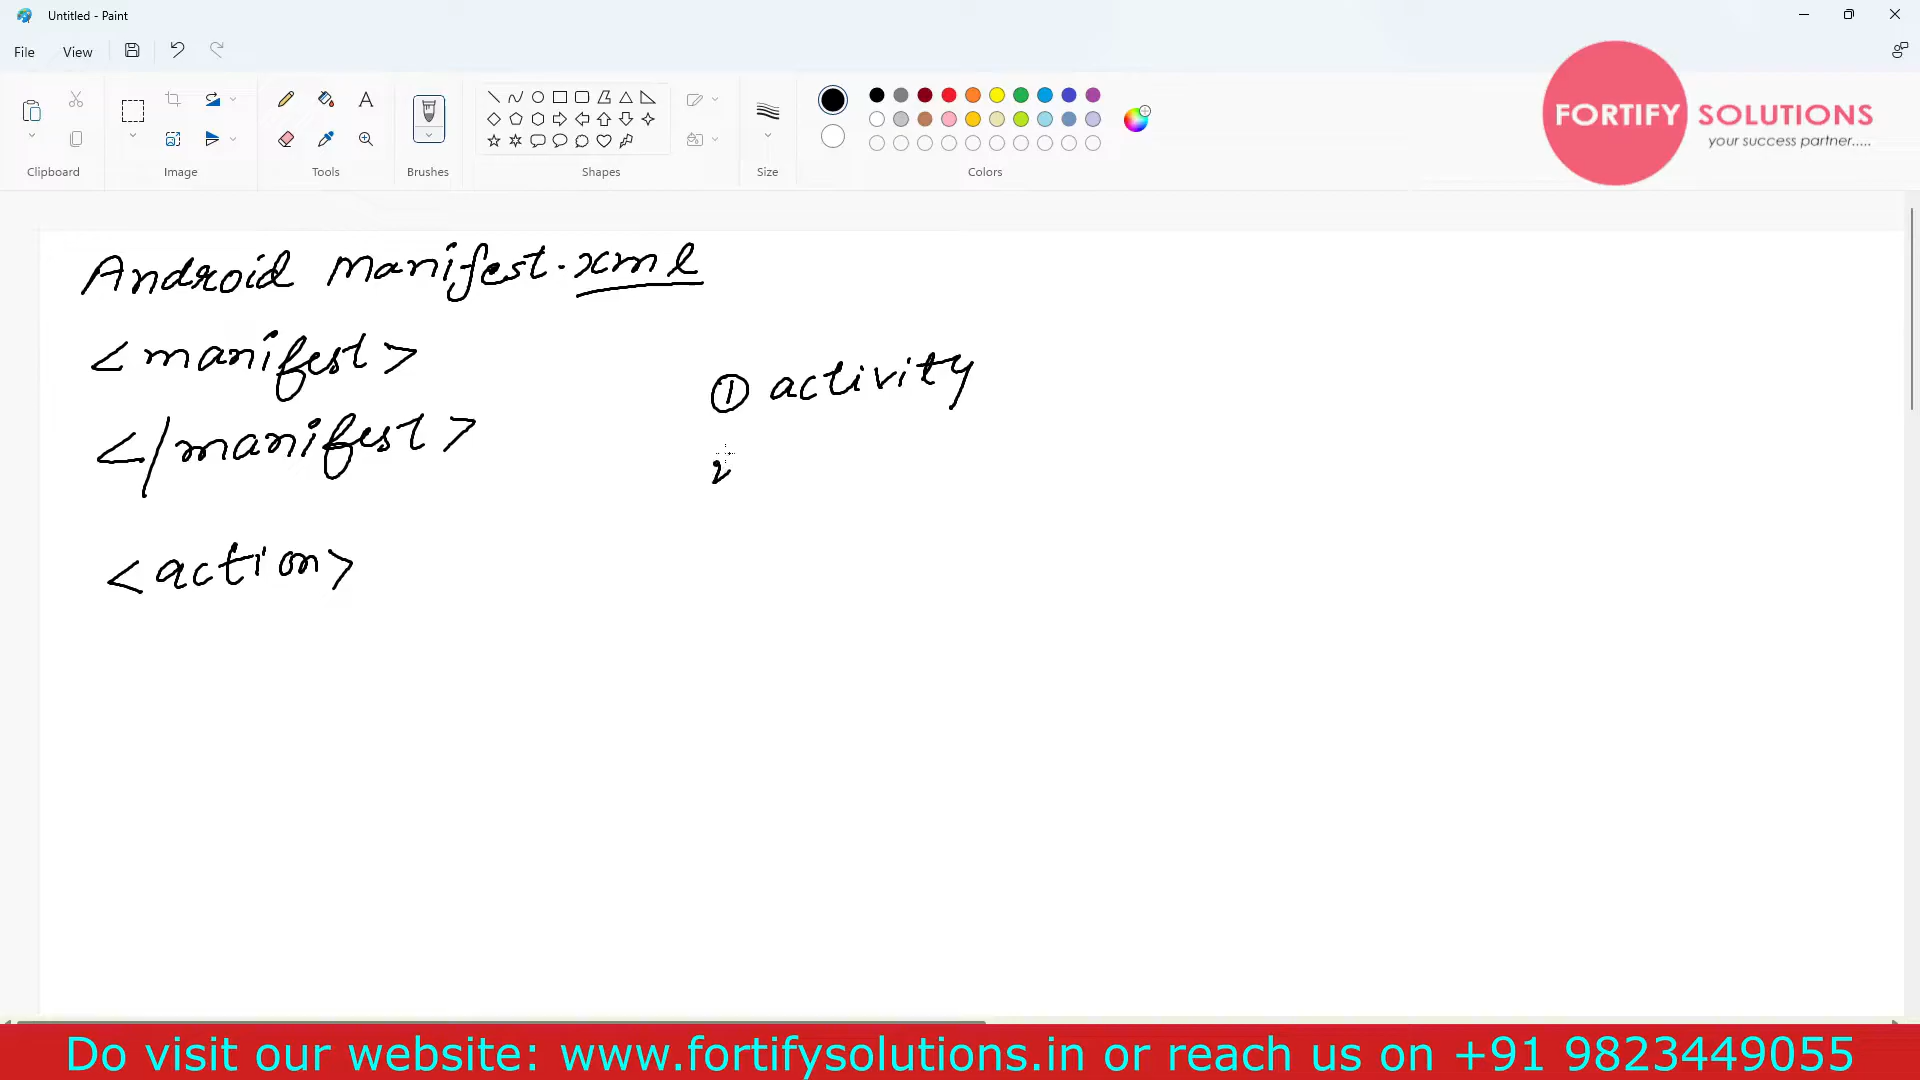 Untitled - Paint
File View
Clipboard Image Tools Brushes Shapes Size Colors
FORTIFY SOLUTIONS
your success partner.....
Android Manifest.xml
<manifest>
① activity
</manifest>
2
<action>
Do visit our website: www.fortifysolutions.in or reach us on +91 9823449055